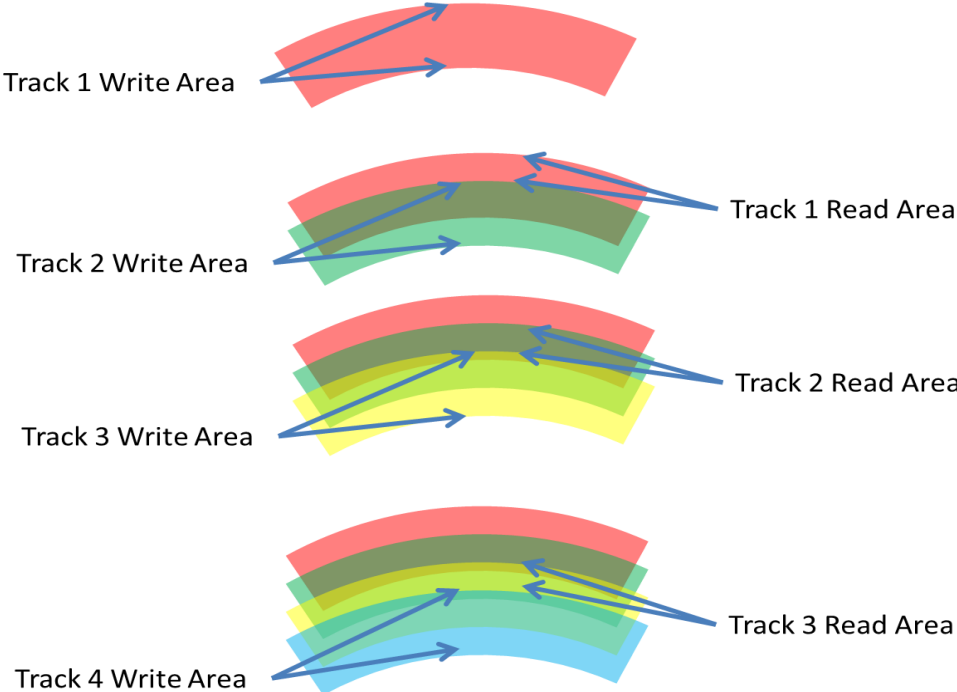 Track 1 Write Area
Track 1 Read Area
Track 2 Write Area
Track 2 Read Area
Track 3 Write Area
Track 3 Read Area
Track 4 Write Area